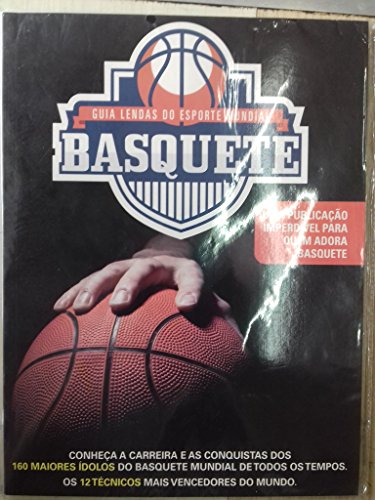 GUIA LENDAS DO ESPORTE MUNDIAL
BASQUETE
PUBLICAÇÃO
IMPERDÍVEL PARA
QUEM ADORA
BASQUETE
CONHEÇA A CARREIRA E AS CONQUISTAS DOS
160 MAIORES ÍDOLOS DO BASQUETE MUNDIAL DE TODOS OS TEMPOS.
OS 12 TÉCNICOS MAIS VENCEDORES DO MUNDO.